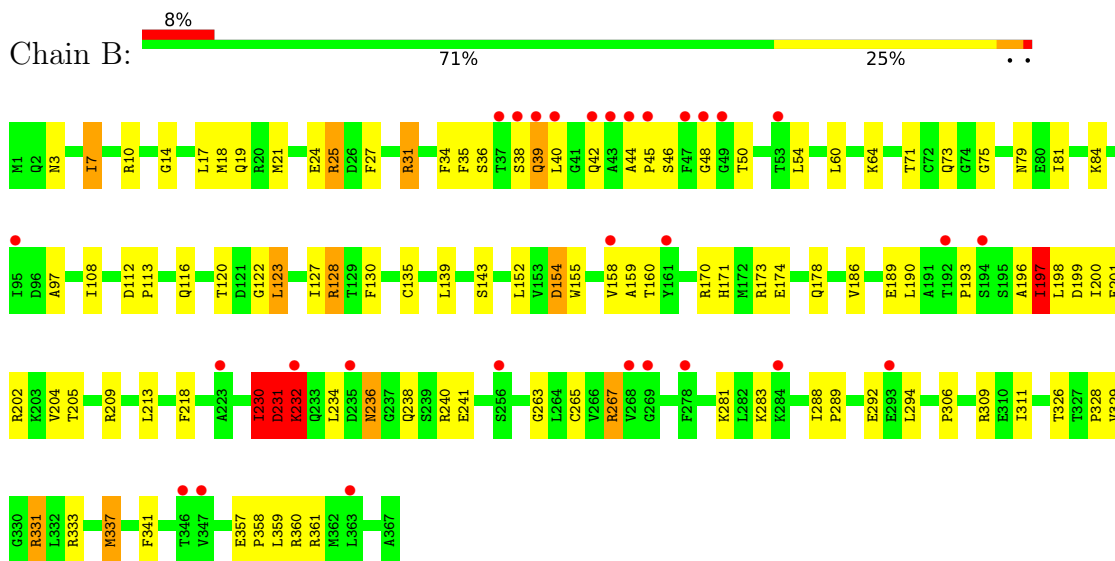 8%
Chain B:
71% 25% • •
M1 Q2 N3 I7 R10 G14 L17 M18 Q19 R20 M21 E24 R25 D26 F27 R31 F34 F35 S36 T37 S38 Q39 L40 G41 Q42 A43 A44 P45 S46 F47 G48 G49 T50 T53 L54 L60 K64 T71 C72 Q73 G74 G75 N79 E80 I81 K84
I95 D96 A97 I108 D112 P113 Q116 T120 D121 G122 L123 I127 R128 T129 F130 C135 L139 S143 L152 V153 D154 W155 V158 A159 T160 Y161 R170 H171 M172 R173 E174 Q178 V186 E189 L190 A191 T192 P193 S194 S195 A196 I197 L198 D199 I200
R202 K203 V204 T205 R209 L213 F218 A223 I230 D231 K232 Q233 L234 D235 N236 G237 Q238 S239 R240 E241 S256 G263 L264 C265 V266 R267 V268 G269 F278 K281 L282 K283 K284 I288 P289 E292 E293 L294 P306 R309 E310 I311 T326 T327 P328
G330 R331 L332 R333 M337 F341 T346 V347 E357 P358 L359 R360 R361 M362 L363 A367